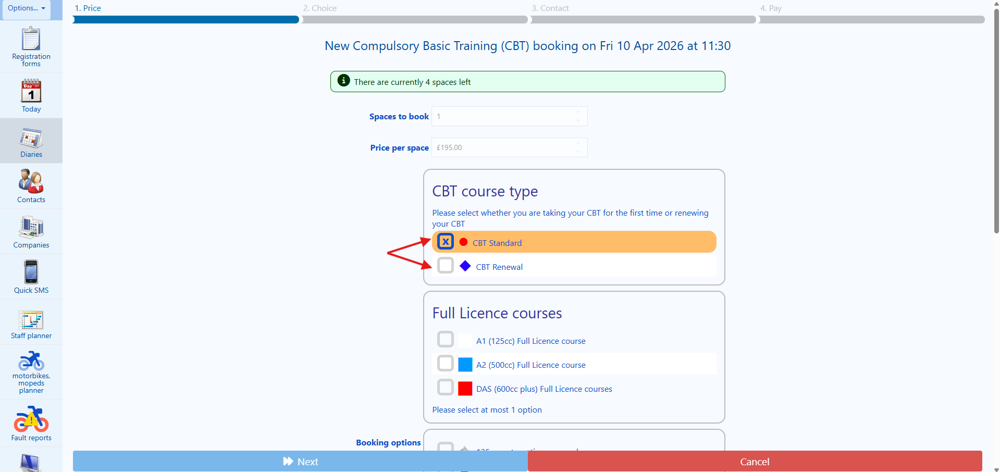 Options...
1. Price
2. Choice
3. Contact
4. Pay
Registration
forms
Day
1
Today
Diaries
Contacts
Companies
Quick SMS
Staff planner
motorbikes,
mopeds
planner
Fault reports
New Compulsory Basic Training (CBT) booking on Fri 10 Apr 2026 at 11:30
There are currently 4 spaces left
Spaces to book
1
Price per space
£195.00
CBT course type
Please select whether you are taking your CBT for the first time or renewing
your CBT
x CBT Standard
CBT Renewal
Full Licence courses
A1 (125cc) Full Licence course
A2 (500cc) Full Licence course
DAS (600cc plus) Full Licence courses
Please select at most 1 option
Booking options
Next
Cancel